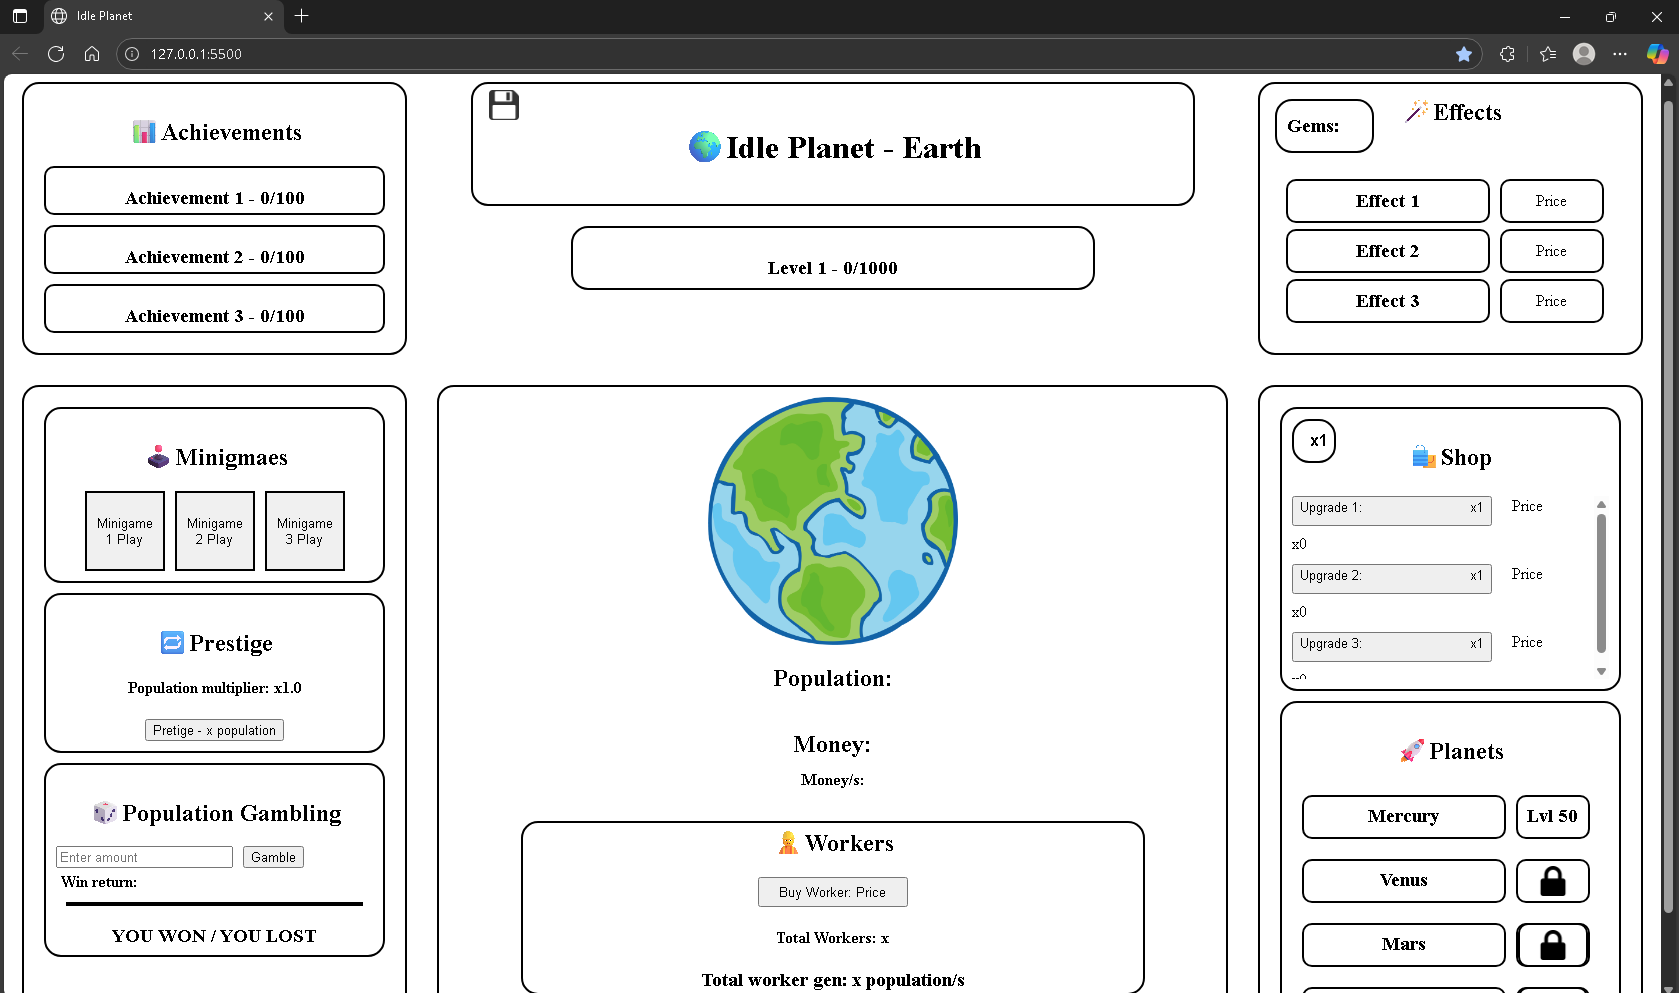 Idle Planet
127.0.0.1:5500
Achievements
Achievement 1 - 0/100
Achievement 2 - 0/100
Achievement 3 - 0/100
Idle Planet - Earth
Level 1 - 0/1000
Gems:
Effects
Effect 1 Price
Effect 2 Price
Effect 3 Price
Minigmaes
Minigame
1 Play
Minigame
2 Play
Minigame
3 Play
Prestige
Population multiplier: x1.0
Pretige - x population
Population Gambling
Enter amount Gamble
Win return:
YOU WON / YOU LOST
Population:
Money:
Money/s:
Workers
Buy Worker: Price
Total Workers: x
Total worker gen: x population/s
x1
Shop
Upgrade 1: x1 Price
x0
Upgrade 2: x1 Price
x0
Upgrade 3: x1 Price
x0
Planets
Mercury Lvl 50
Venus
Mars